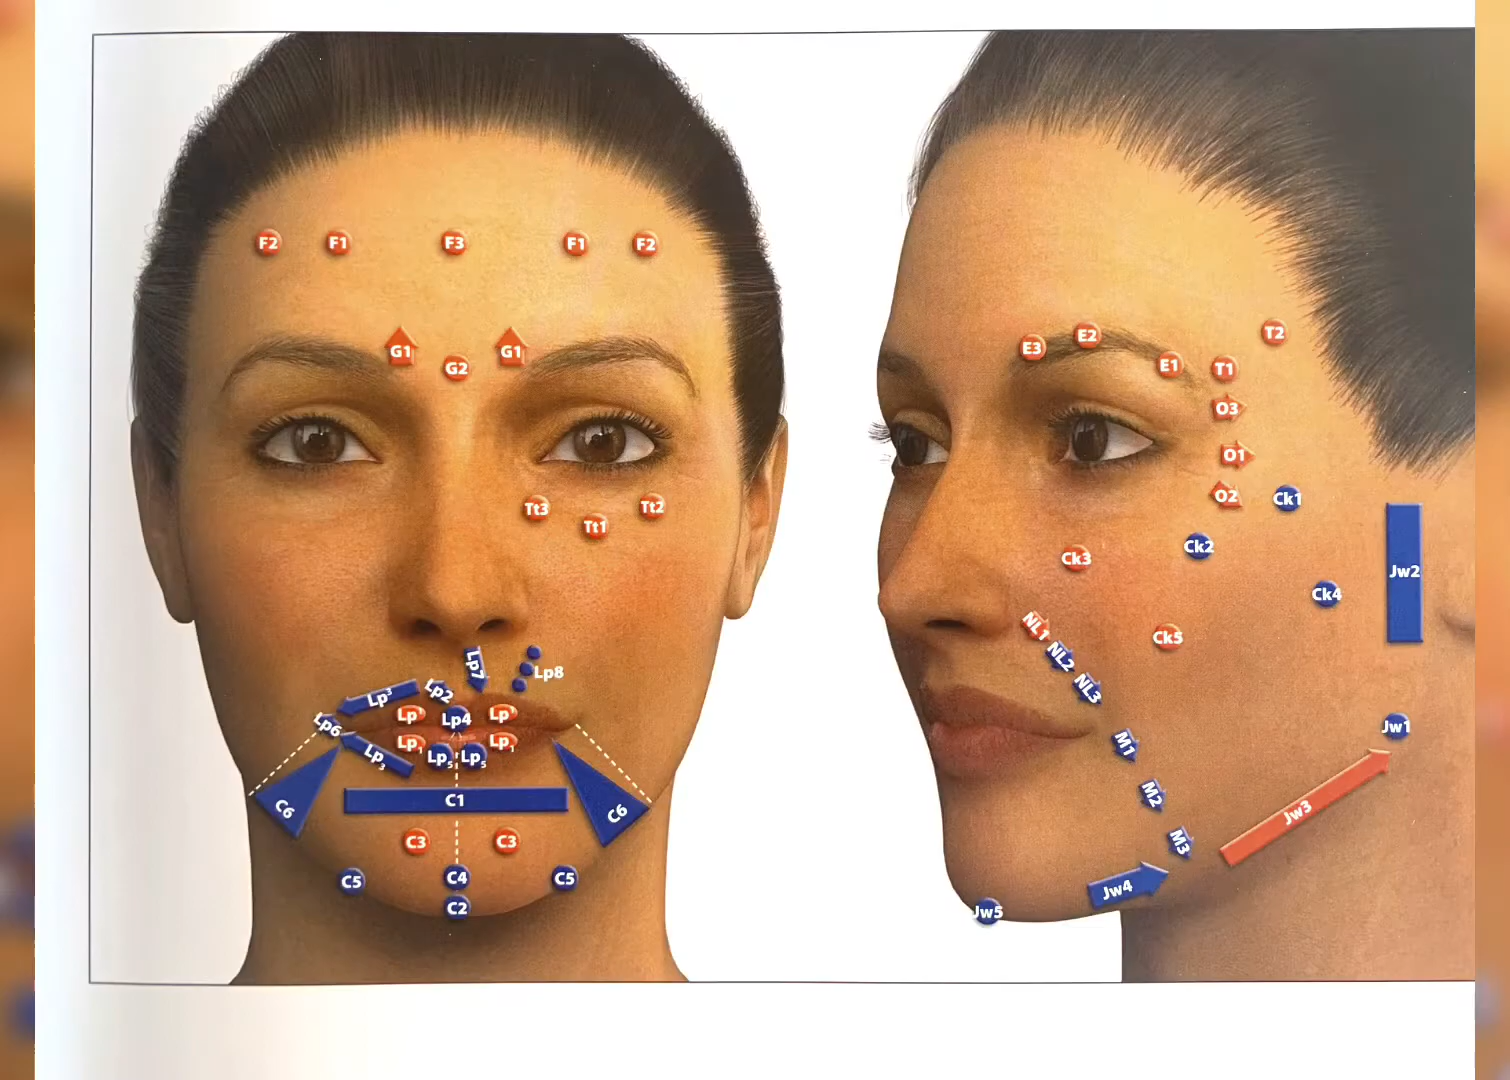 F2 F1 F3 F1 F2
G1 G2 G1
Tt3 Tt1 Tt2
Lp7 Lp8
Lp³ Lp2
Lp¹ Lp4 Lp¹
Lp6
Lp₁ Lp₁
Lp₃ Lp₅ Lp₅
C6 C1 C6
C3 C3
C5 C4 C5
C2
T2
E3 E2
E1 T1
O3
O1
O2 Ck1
Ck3 Ck2
Jw2
Ck4
NL1 Ck5
NL2
NL3
Jw1
M1
M2
Jw3
M3
Jw4
Jw5